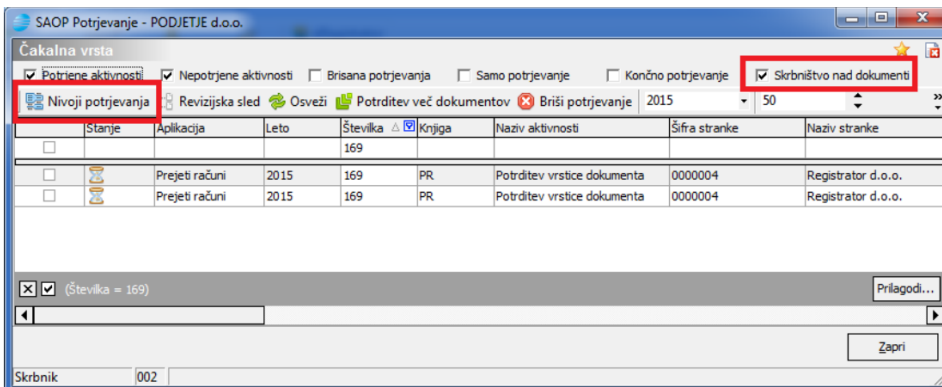 SAOP Potrjevanje - PODJETJE d.o.o.
Čakalna vrsta
Potrjene aktivnosti Nepotrjene aktivnosti Brisana potrjevanja Samo potrjevanje Končno potrjevanje Skrbništvo nad dokumenti
Nivoji potrjevanja Revizijska sled Osveži Potrditev več dokumentov Briši potrjevanje 2015 50
Stanje Aplikacija Leto Številka Knjiga Naziv aktivnosti Šifra stranke Naziv stranke
169
Prejeti računi 2015 169 PR Potrditev vrstice dokumenta 0000004 Registrator d.o.o.
Prejeti računi 2015 169 PR Potrditev vrstice dokumenta 0000004 Registrator d.o.o.
(Številka = 169) Prilagodi...
Zapri
Skrbnik 002